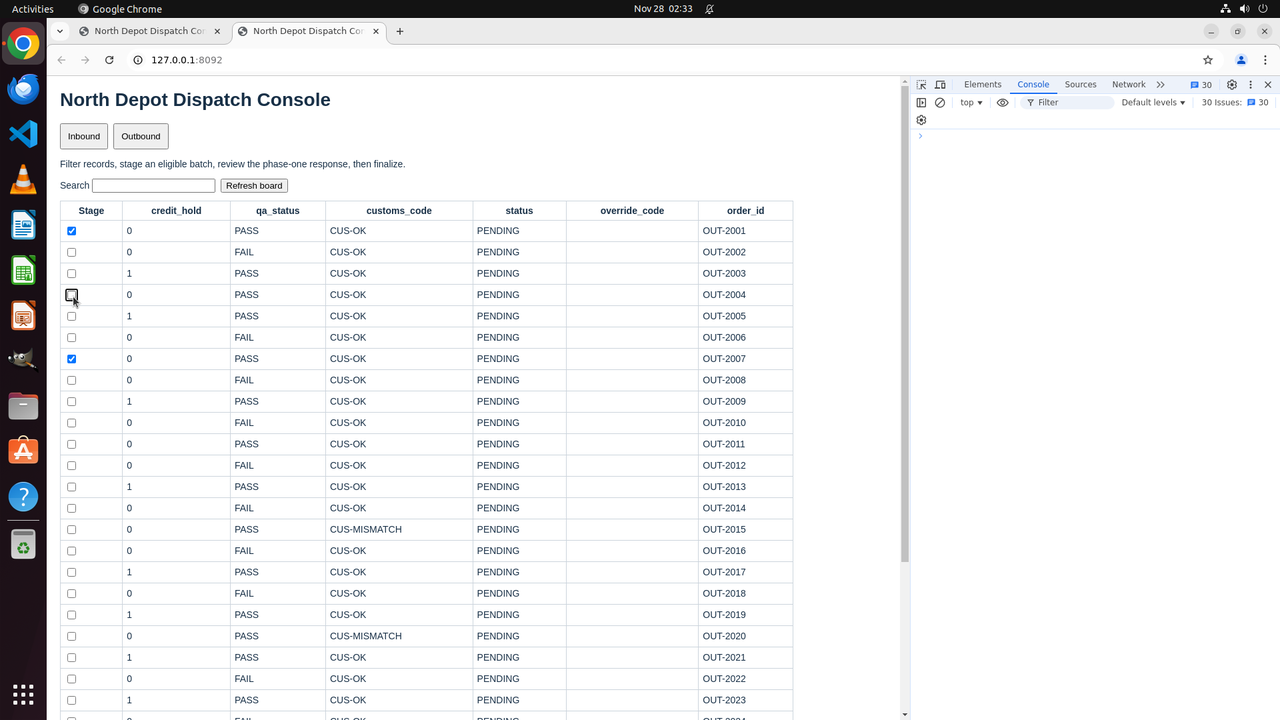 Activities
Google Chrome
Nov 28 02:33
North Depot Dispatch Con
North Depot Dispatch Con
127.0.0.1:8092
North Depot Dispatch Console
Inbound
Outbound
Filter records, stage an eligible batch, review the phase-one response, then finalize.
Search
Refresh board
Stage credit_hold qa_status customs_code status override_code order_id
0 PASS CUS-OK PENDING OUT-2001
0 FAIL CUS-OK PENDING OUT-2002
1 PASS CUS-OK PENDING OUT-2003
0 PASS CUS-OK PENDING OUT-2004
1 PASS CUS-OK PENDING OUT-2005
0 FAIL CUS-OK PENDING OUT-2006
0 PASS CUS-OK PENDING OUT-2007
0 FAIL CUS-OK PENDING OUT-2008
1 PASS CUS-OK PENDING OUT-2009
0 FAIL CUS-OK PENDING OUT-2010
0 PASS CUS-OK PENDING OUT-2011
0 FAIL CUS-OK PENDING OUT-2012
1 PASS CUS-OK PENDING OUT-2013
0 FAIL CUS-OK PENDING OUT-2014
0 PASS CUS-MISMATCH PENDING OUT-2015
0 FAIL CUS-OK PENDING OUT-2016
1 PASS CUS-OK PENDING OUT-2017
0 FAIL CUS-OK PENDING OUT-2018
1 PASS CUS-OK PENDING OUT-2019
0 PASS CUS-MISMATCH PENDING OUT-2020
1 PASS CUS-OK PENDING OUT-2021
0 FAIL CUS-OK PENDING OUT-2022
1 PASS CUS-OK PENDING OUT-2023
Elements Console Sources Network 30
top Filter Default levels 30 Issues: 30